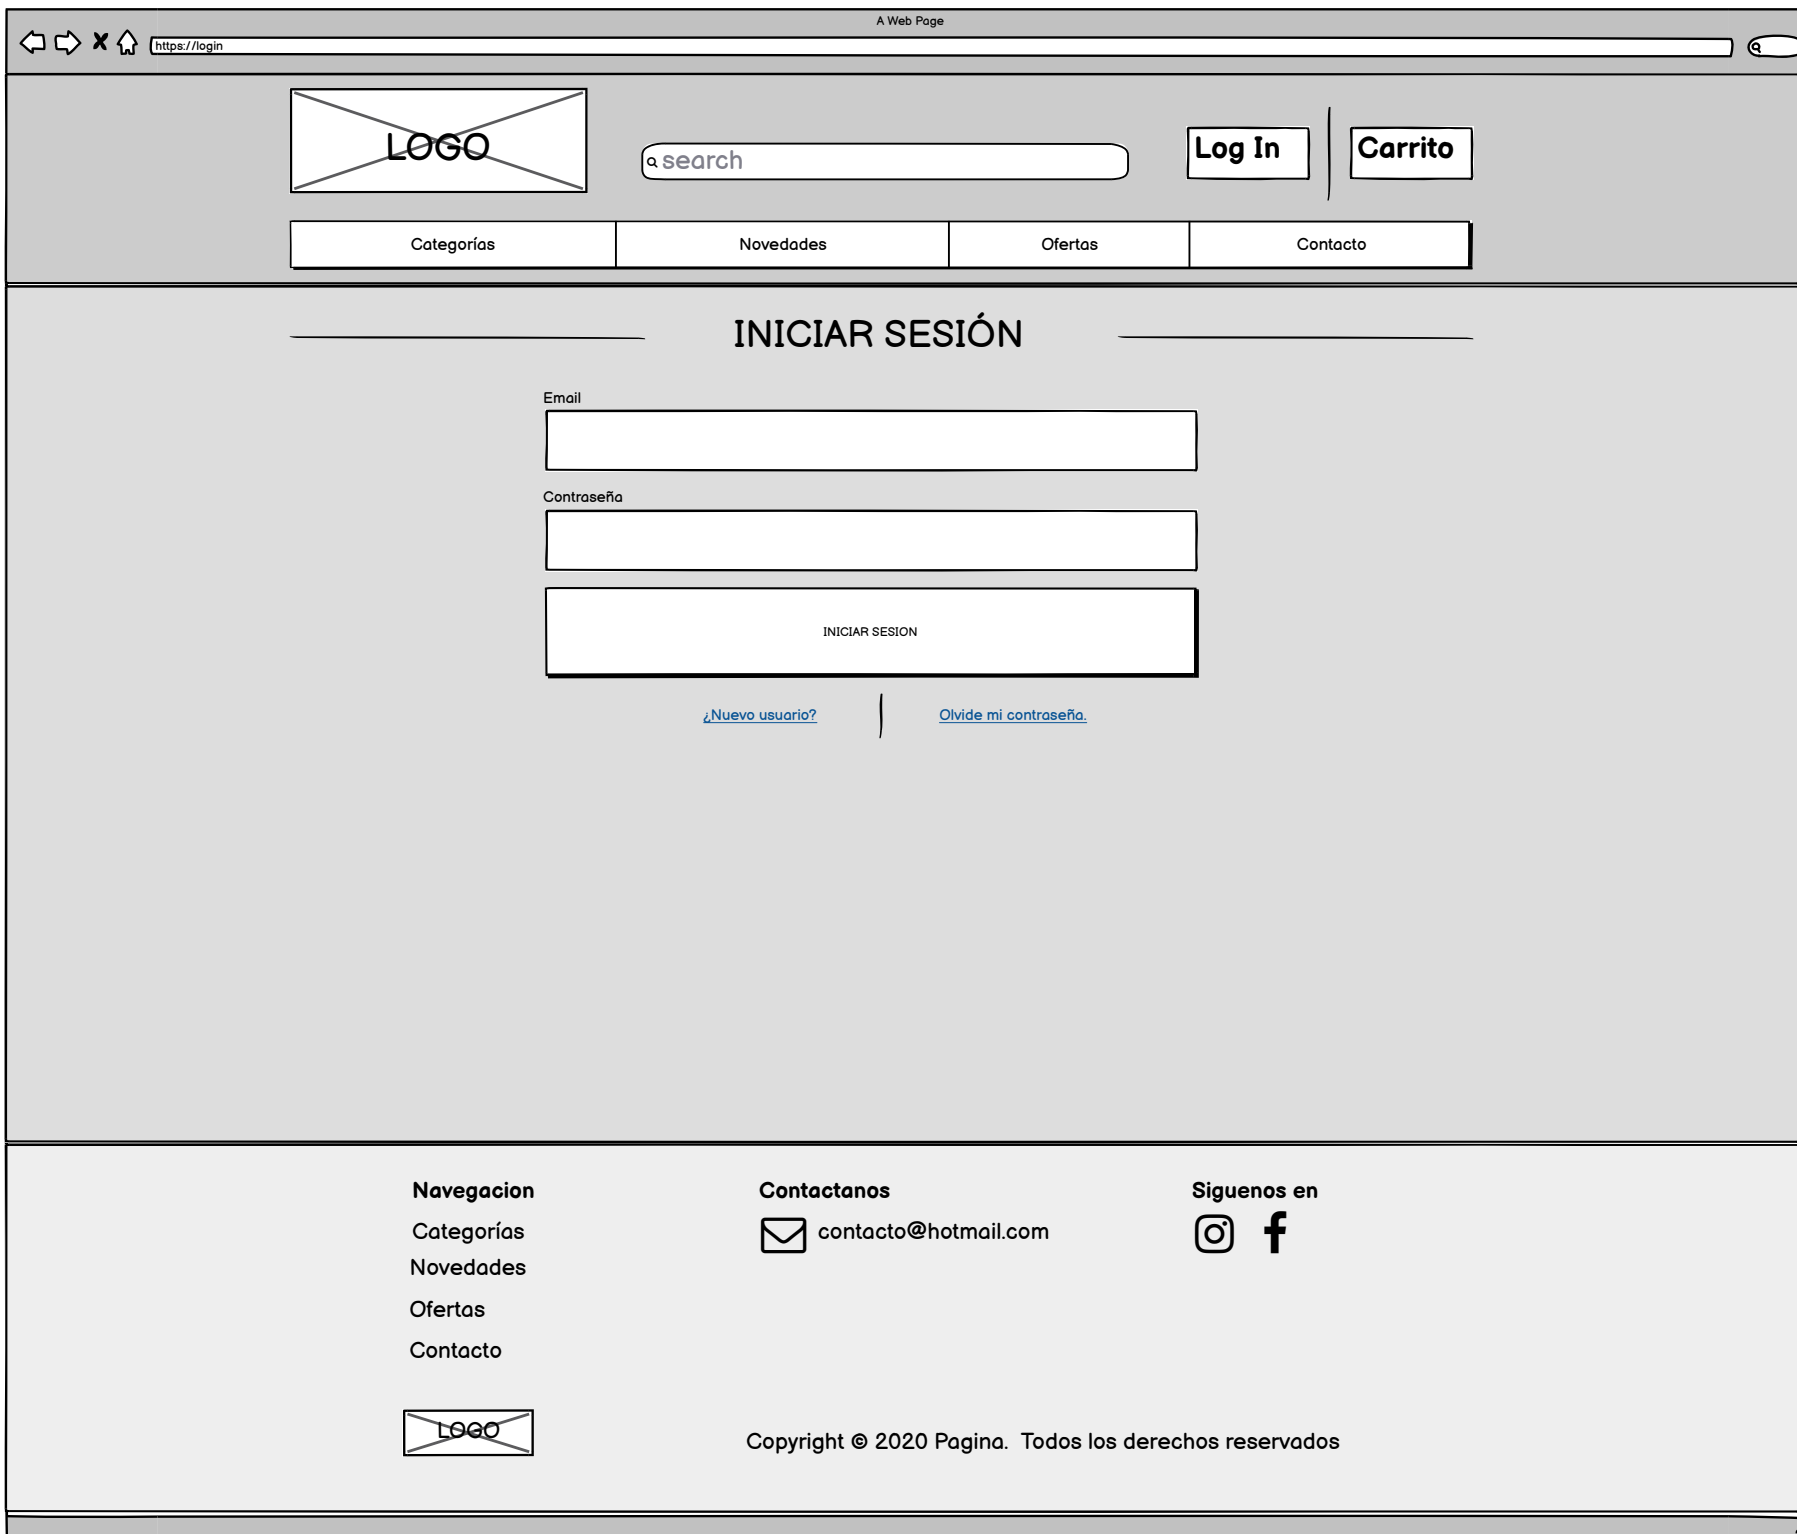 A Web Page
https://login
LOGO
search
Log In
Carrito
Categorías
Novedades
Ofertas
Contacto
INICIAR SESIÓN
Email
Contraseña
INICIAR SESION
¿Nuevo usuario?
Olvide mi contraseña.
Navegacion
Categorías
Novedades
Ofertas
Contacto
Contactanos
contacto@hotmail.com
Siguenos en
LOGO
Copyright © 2020 Pagina. Todos los derechos reservados